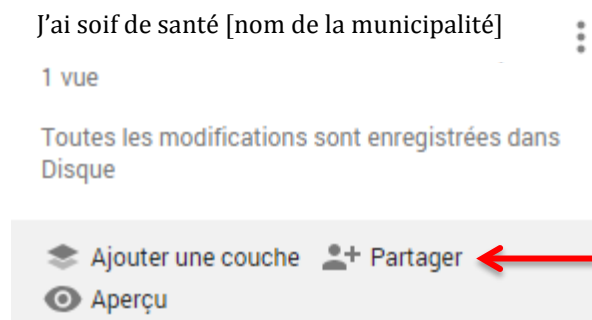 J’ai soif de santé [nom de la municipalité]
1 vue
Toutes les modifications sont enregistrées dans
Disque
Ajouter une couche Partager
Aperçu